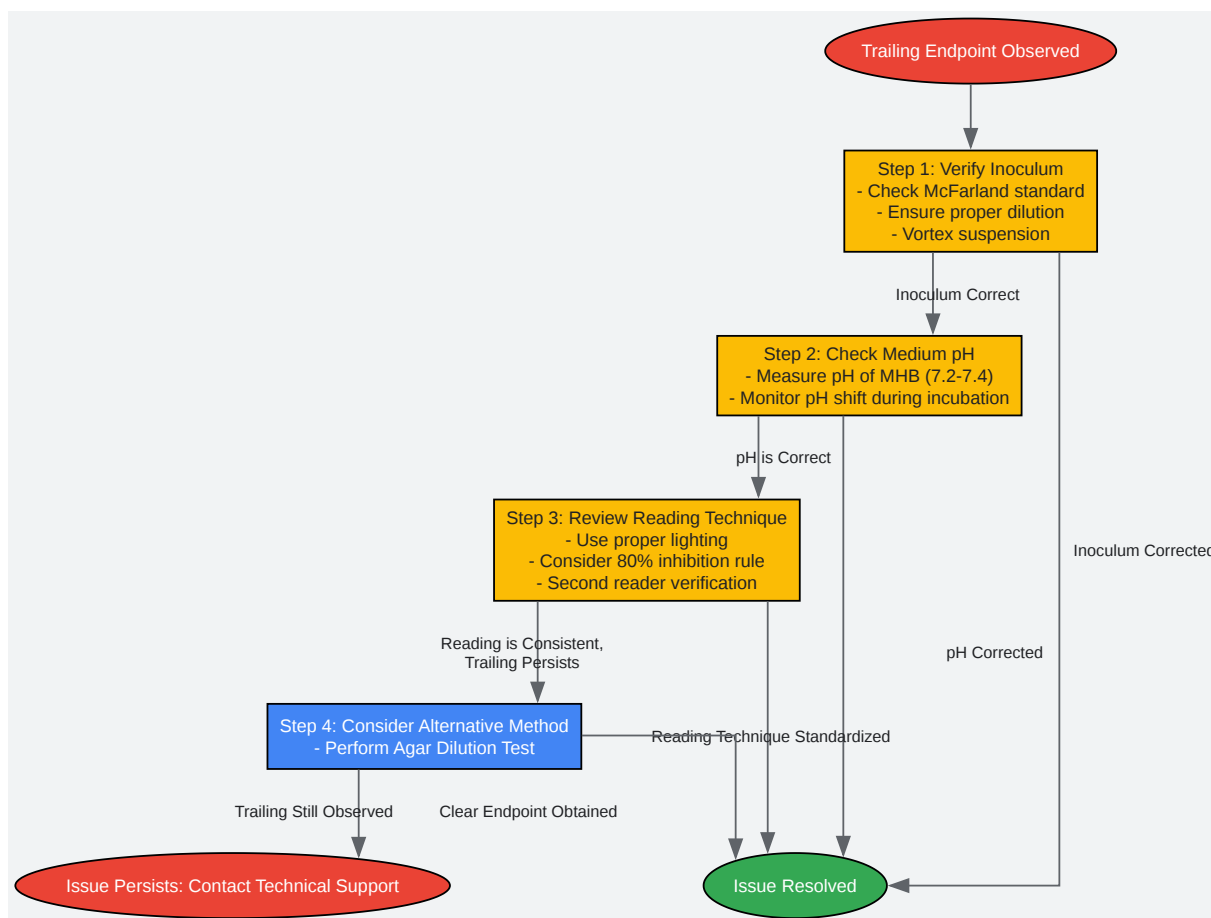 Trailing Endpoint Observed
Step 1: Verify Inoculum
- Check McFarland standard
- Ensure proper dilution
- Vortex suspension
Inoculum Correct
Step 2: Check Medium pH
- Measure pH of MHB (7.2-7.4)
- Monitor pH shift during incubation
pH is Correct
Step 3: Review Reading Technique
- Use proper lighting
- Consider 80% inhibition rule
- Second reader verification
Inoculum Corrected
Reading is Consistent,
Trailing Persists
pH Corrected
Step 4: Consider Alternative Method
- Perform Agar Dilution Test
Reading Technique Standardized
Trailing Still Observed
Clear Endpoint Obtained
Issue Persists: Contact Technical Support
Issue Resolved